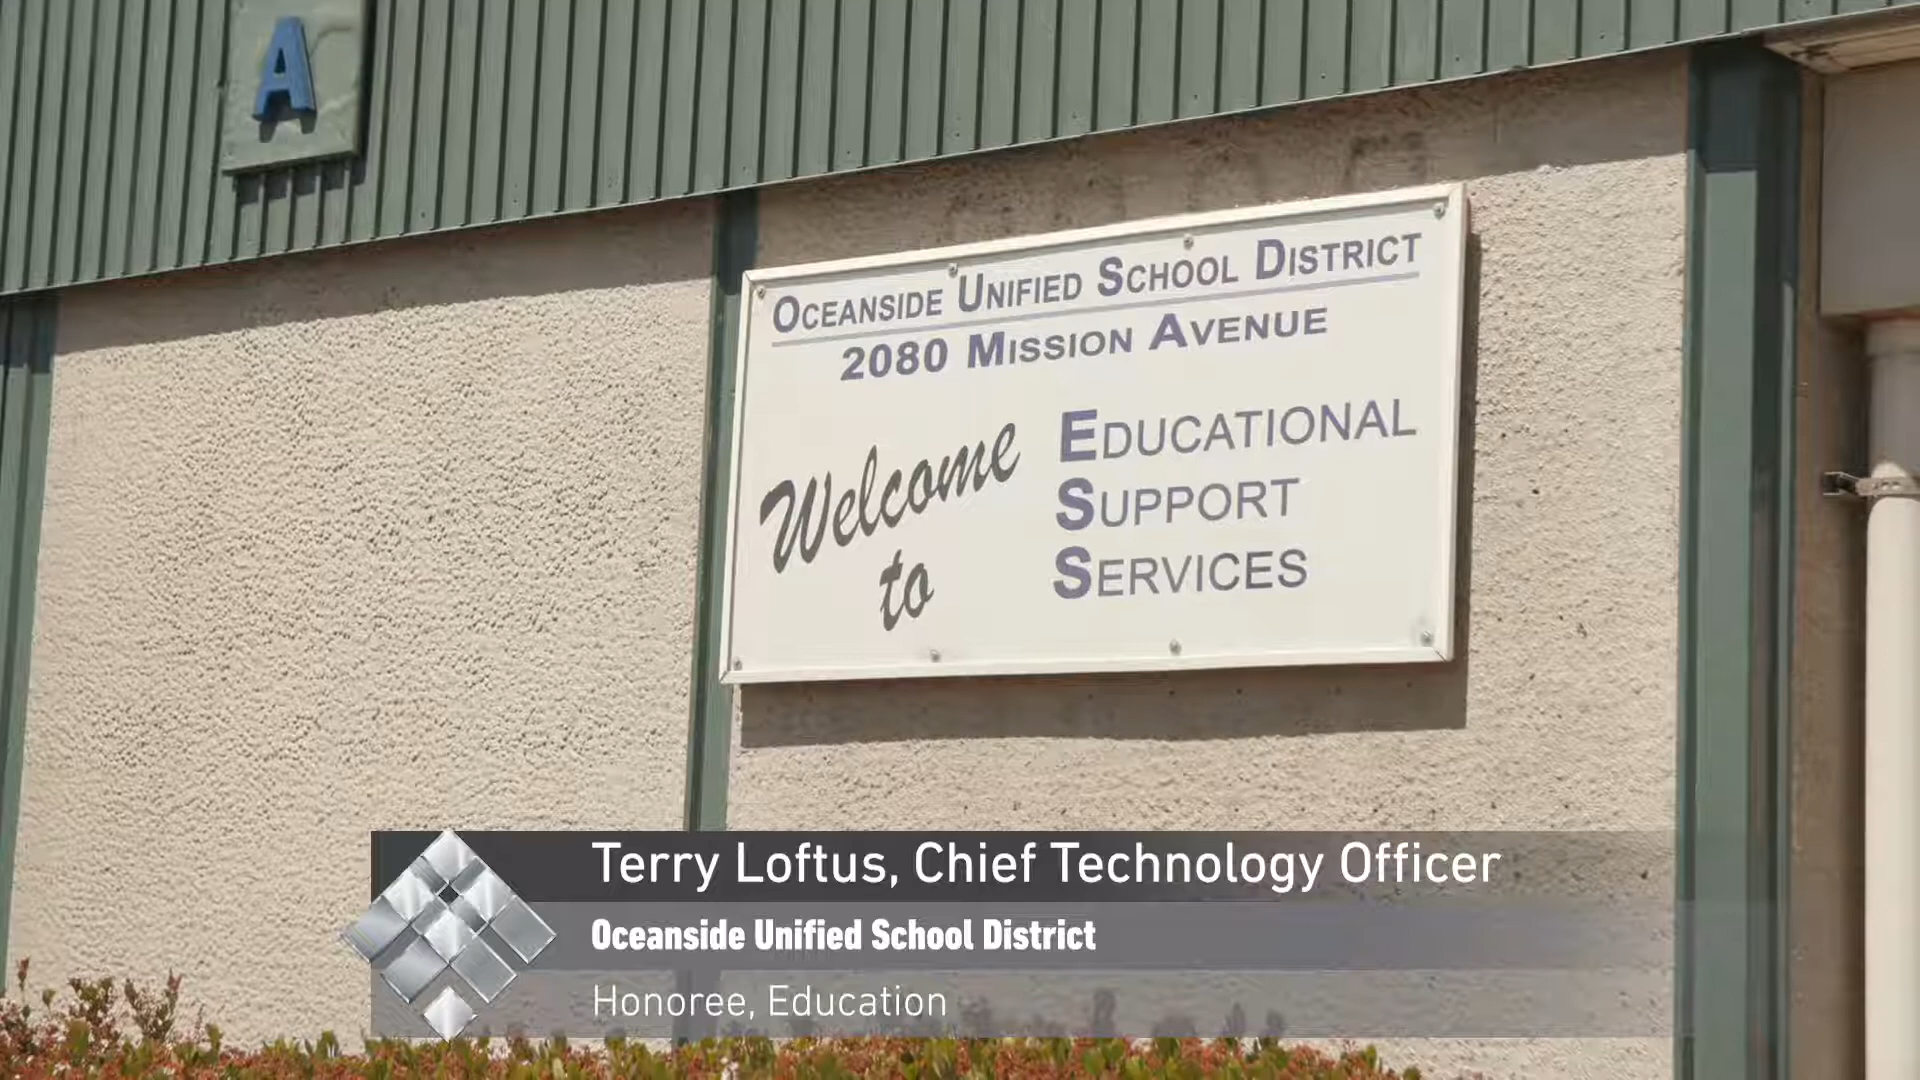 A
OCEANSIDE UNIFIED SCHOOL DISTRICT
2080 MISSION AVENUE
Welcome
to
EDUCATIONAL
SUPPORT
SERVICES
Terry Loftus, Chief Technology Officer
Oceanside Unified School District
Honoree, Education